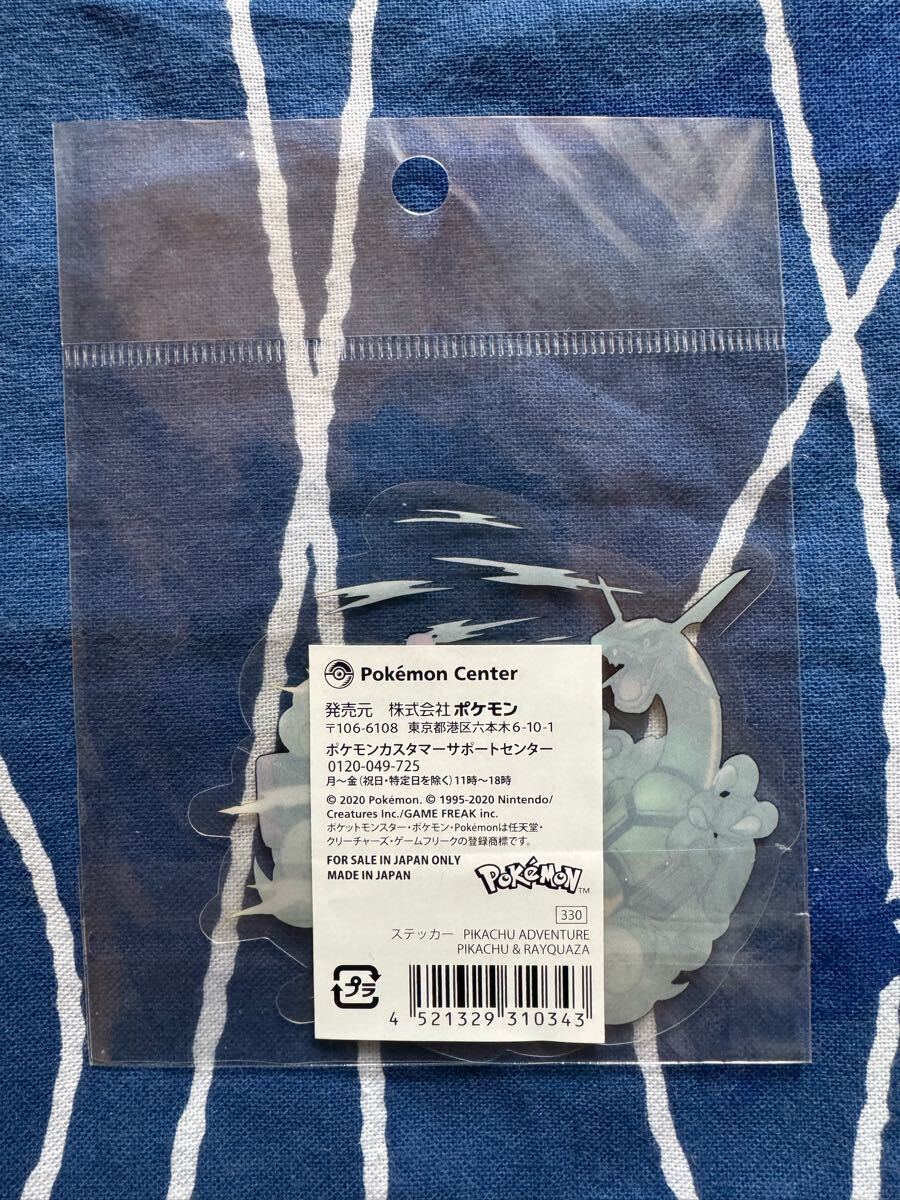 Pokémon Center
発売元 株式会社ポケモン
〒106-6108 東京都港区六本木6-10-1
ポケモンカスタマーサポートセンター
0120-049-725
月～金(祝日・特定日を除く)11時～18時
© 2020 Pokémon. © 1995-2020 Nintendo/
Creatures Inc./GAME FREAK inc.
ポケットモンスター・ポケモン・Pokémonは任天堂・
クリーチャーズ・ゲームフリークの登録商標です。
FOR SALE IN JAPAN ONLY
MADE IN JAPAN
POKéMON™
330
ステッカー PIKACHU ADVENTURE
PIKACHU & RAYQUAZA
プラ
4 521329 310343